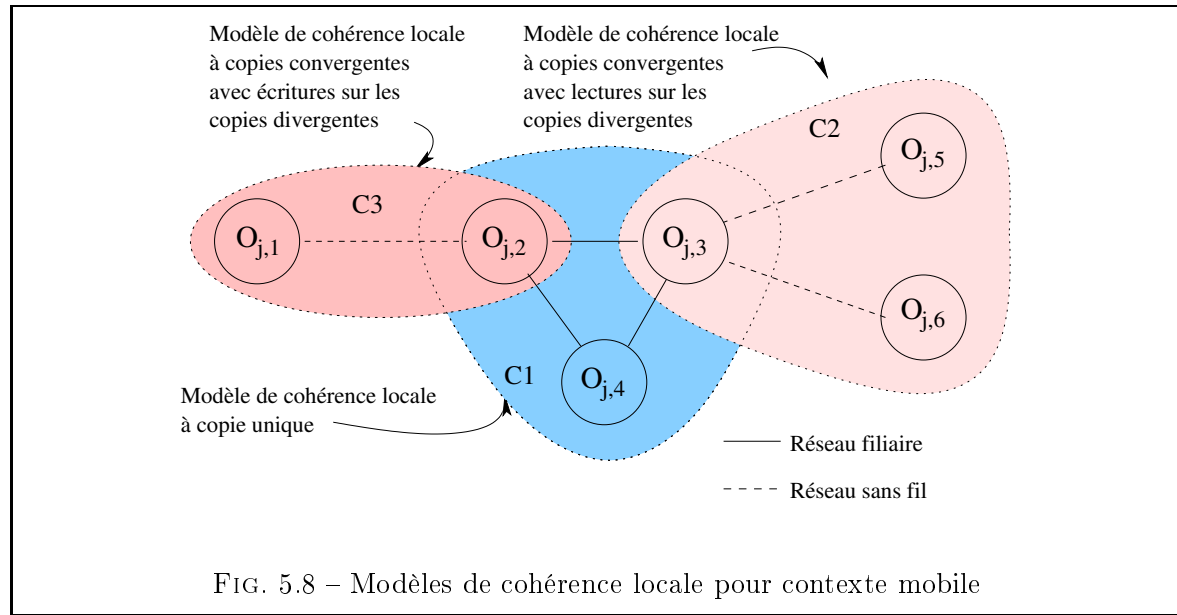 Modèle de cohérence locale
à copies convergentes
avec écritures sur les
copies divergentes
Modèle de cohérence locale
à copies convergentes
avec lectures sur les
copies divergentes
C2
C3
O j,5
O j,1
O j,2
O j,3
O j,6
C1
O j,4
Modèle de cohérence locale
à copie unique
Réseau filiaire
Réseau sans fil
FIG. 5.8 – Modèles de cohérence locale pour contexte mobile